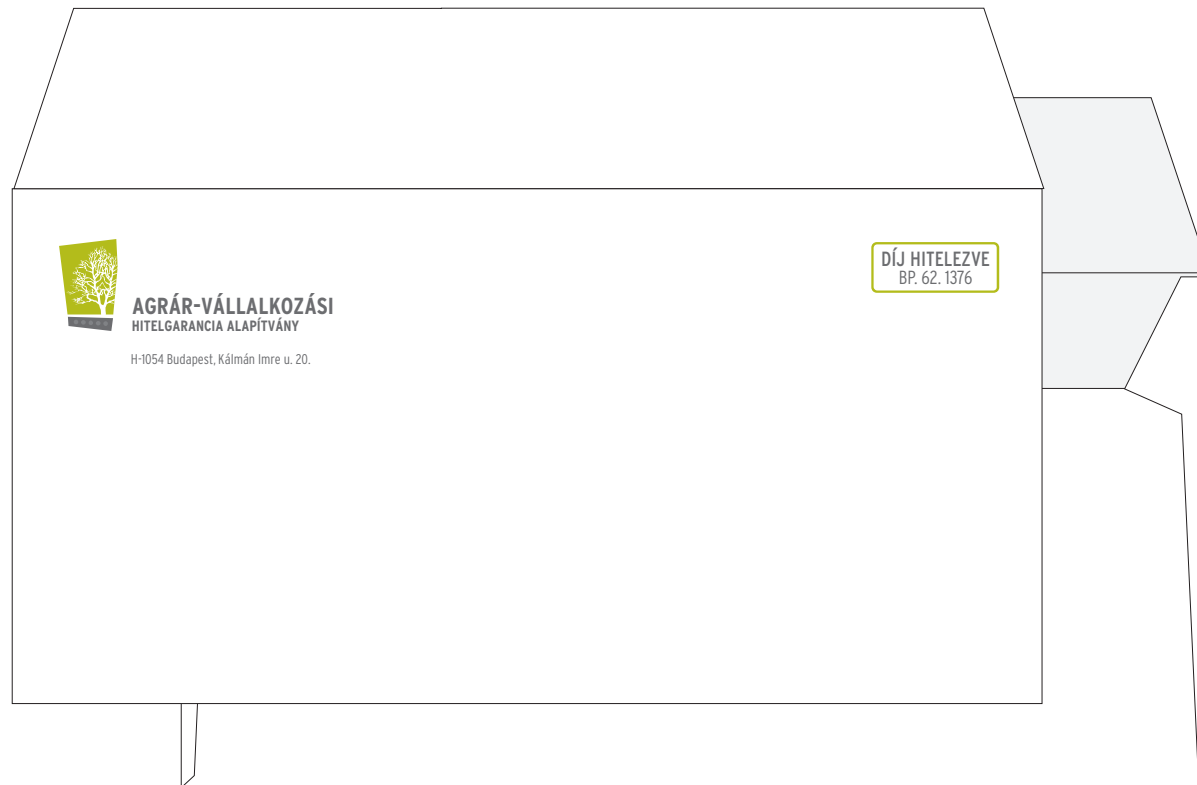 AGRÁR-VÁLLALKOZÁSI
HITELGARANCIA ALAPÍTVÁNY
H-1054 Budapest, Kálmán Imre u. 20.
DÍJ HITELEZVE
BP. 62. 1376